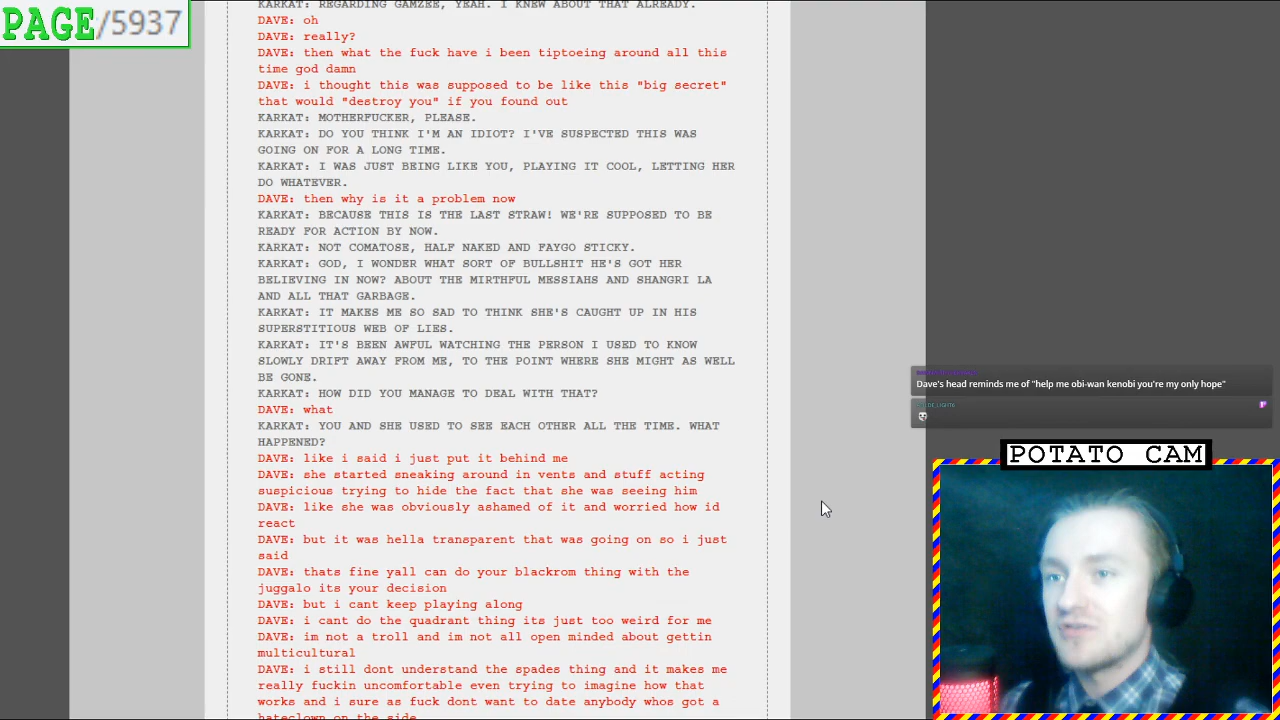 PAGE/5937
KARKAT: REGARDING GAMZEE, YEAH. I KNEW ABOUT THAT ALREADY.
DAVE: oh
DAVE: really?
DAVE: then what the fuck have i been tiptoeing around all this
time god damn
DAVE: i thought this was supposed to be like this "big secret"
that would "destroy you" if you found out
KARKAT: MOTHERFUCKER, PLEASE.
KARKAT: DO YOU THINK I'M AN IDIOT? I'VE SUSPECTED THIS WAS
GOING ON FOR A LONG TIME.
KARKAT: I WAS JUST BEING LIKE YOU, PLAYING IT COOL, LETTING HER
DO WHATEVER.
DAVE: then why is it a problem now
KARKAT: BECAUSE THIS IS THE LAST STRAW! WE'RE SUPPOSED TO BE
READY FOR ACTION BY NOW.
KARKAT: NOT COMATOSE, HALF NAKED AND FAYGO STICKY.
KARKAT: GOD, I WONDER WHAT SORT OF BULLSHIT HE'S GOT HER
BELIEVING IN NOW? ABOUT THE MIRTHFUL MESSIAHS AND SHANGRI LA
AND ALL THAT GARBAGE.
KARKAT: IT MAKES ME SO SAD TO THINK SHE'S CAUGHT UP IN HIS
SUPERSTITIOUS WEB OF LIES.
KARKAT: IT'S BEEN AWFUL WATCHING THE PERSON I USED TO KNOW
SLOWLY DRIFT AWAY FROM ME, TO THE POINT WHERE SHE MIGHT AS WELL
BE GONE.
KARKAT: HOW DID YOU MANAGE TO DEAL WITH THAT?
DAVE: what
KARKAT: YOU AND SHE USED TO SEE EACH OTHER ALL THE TIME. WHAT
HAPPENED?
DAVE: like i said i just put it behind me
DAVE: she started sneaking around in vents and stuff acting
suspicious trying to hide the fact that she was seeing him
DAVE: like she was obviously ashamed of it and worried how id
react
DAVE: but it was hella transparent that was going on so i just
said
DAVE: thats fine yall can do your blackrom thing with the
juggalo its your decision
DAVE: but i cant keep playing along
DAVE: i cant do the quadrant thing its just too weird for me
DAVE: im not a troll and im not all open minded about gettin
multicultural
DAVE: i still dont understand the spades thing and it makes me
really fuckin uncomfortable even trying to imagine how that
works and i sure as fuck dont want to date anybody whos got a
hateclown on the side
Dave's head reminds me of "help me obi-wan kenobi you're my only hope"
POTATO CAM